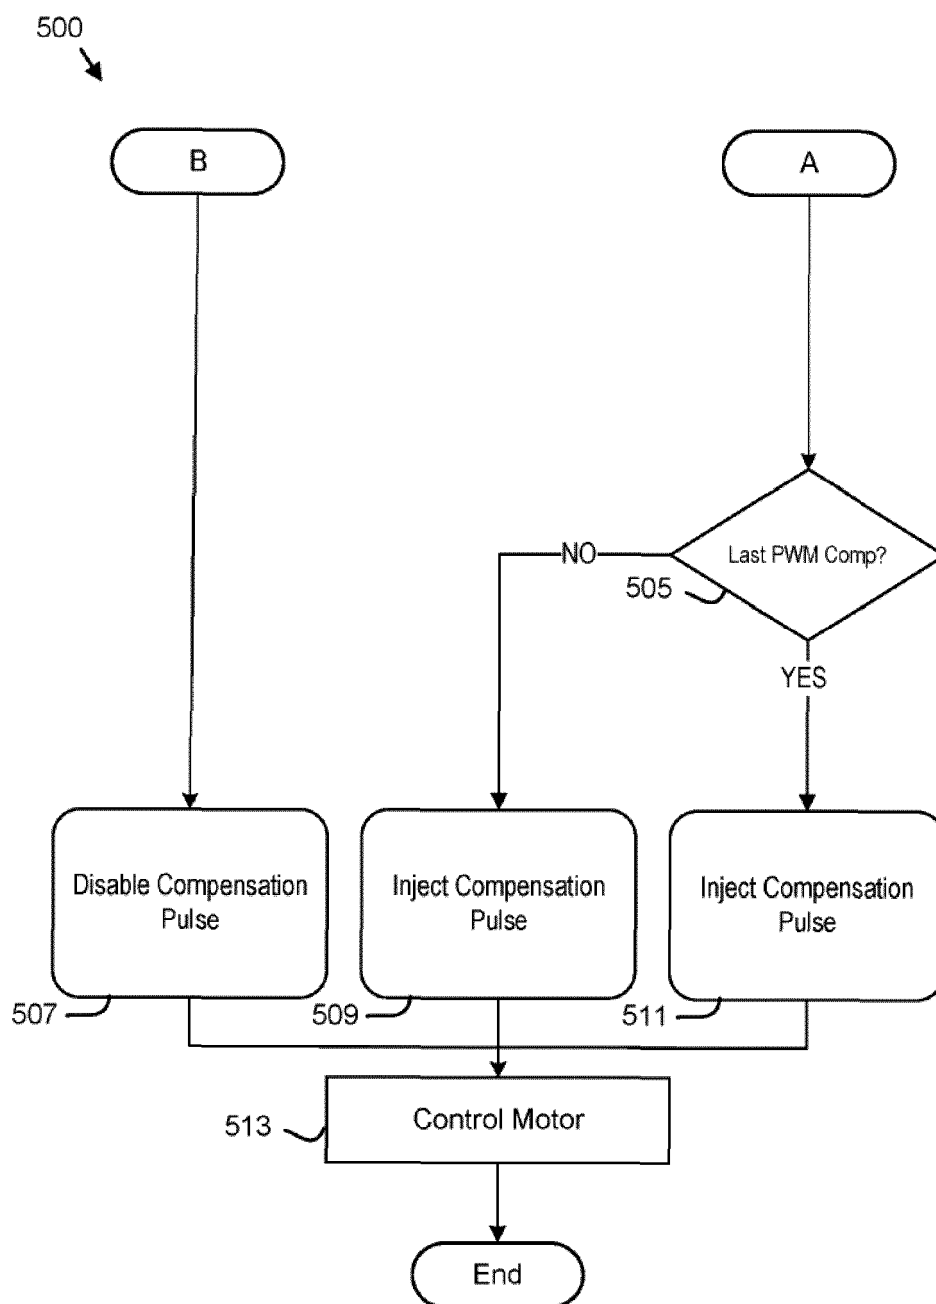 500
B
A
Last PWM Comp?
NO
505
YES
Disable Compensation
Pulse
Inject Compensation
Pulse
Inject Compensation
Pulse
507
509
511
Control Motor
513
End